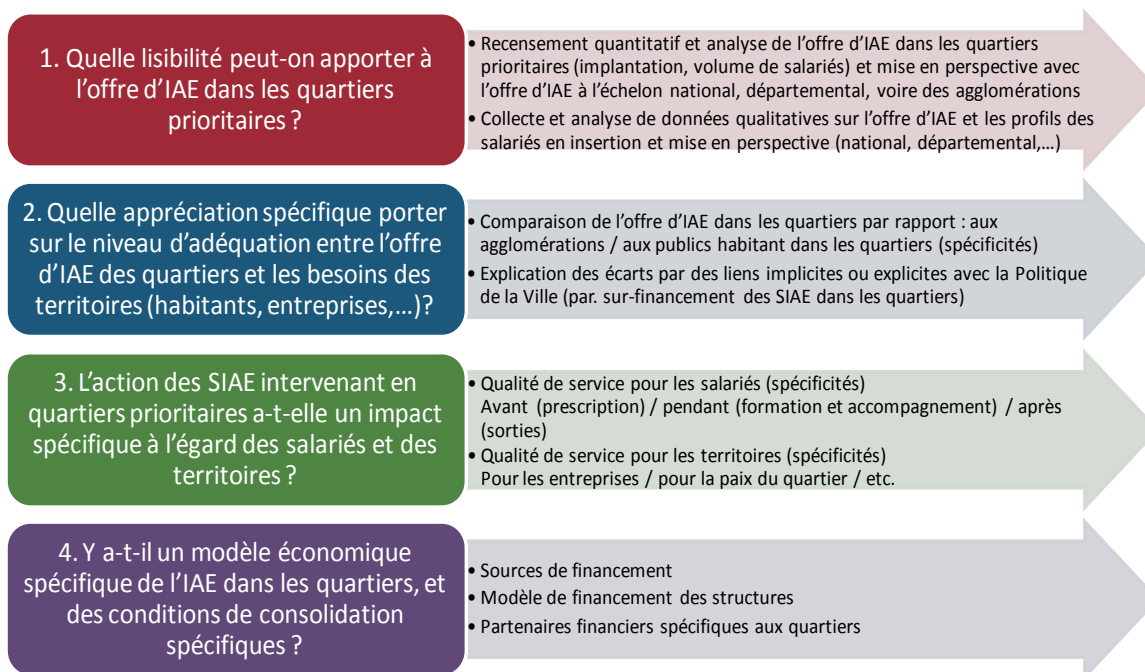 1. Quelle lisibilité peut-on apporter à
l’offre d’IAE dans les quartiers
prioritaires ?
• Recensement quantitatif et analyse de l’offre d’IAE dans les quartiers
prioritaires (implantation, volume de salariés) et mise en perspective avec
l’offre d’IAE à l’échelon national, départemental, voire des agglomérations
• Collecte et analyse de données qualitatives sur l’offre d’IAE et les profils des
salariés en insertion et mise en perspective (national, départemental,…)
2. Quelle appréciation spécifique porter
sur le niveau d’adéquation entre l’offre
d’IAE des quartiers et les besoins des
territoires (habitants, entreprises,…)?
• Comparaison de l’offre d’IAE dans les quartiers par rapport : aux
agglomérations / aux publics habitant dans les quartiers (spécificités)
• Explication des écarts par des liens implicites ou explicites avec la Politique
de la Ville (par. sur-financement des SIAE dans les quartiers)
3. L’action des SIAE intervenant en
quartiers prioritaires a-t-elle un impact
spécifique à l’égard des salariés et des
territoires ?
• Qualité de service pour les salariés (spécificités)
Avant (prescription) / pendant (formation et accompagnement) / après
(sorties)
• Qualité de service pour les territoires (spécificités)
Pour les entreprises / pour la paix du quartier / etc.
4. Y a-t-il un modèle économique
spécifique de l’IAE dans les quartiers, et
des conditions de consolidation
spécifiques ?
• Sources de financement
• Modèle de financement des structures
• Partenaires financiers spécifiques aux quartiers